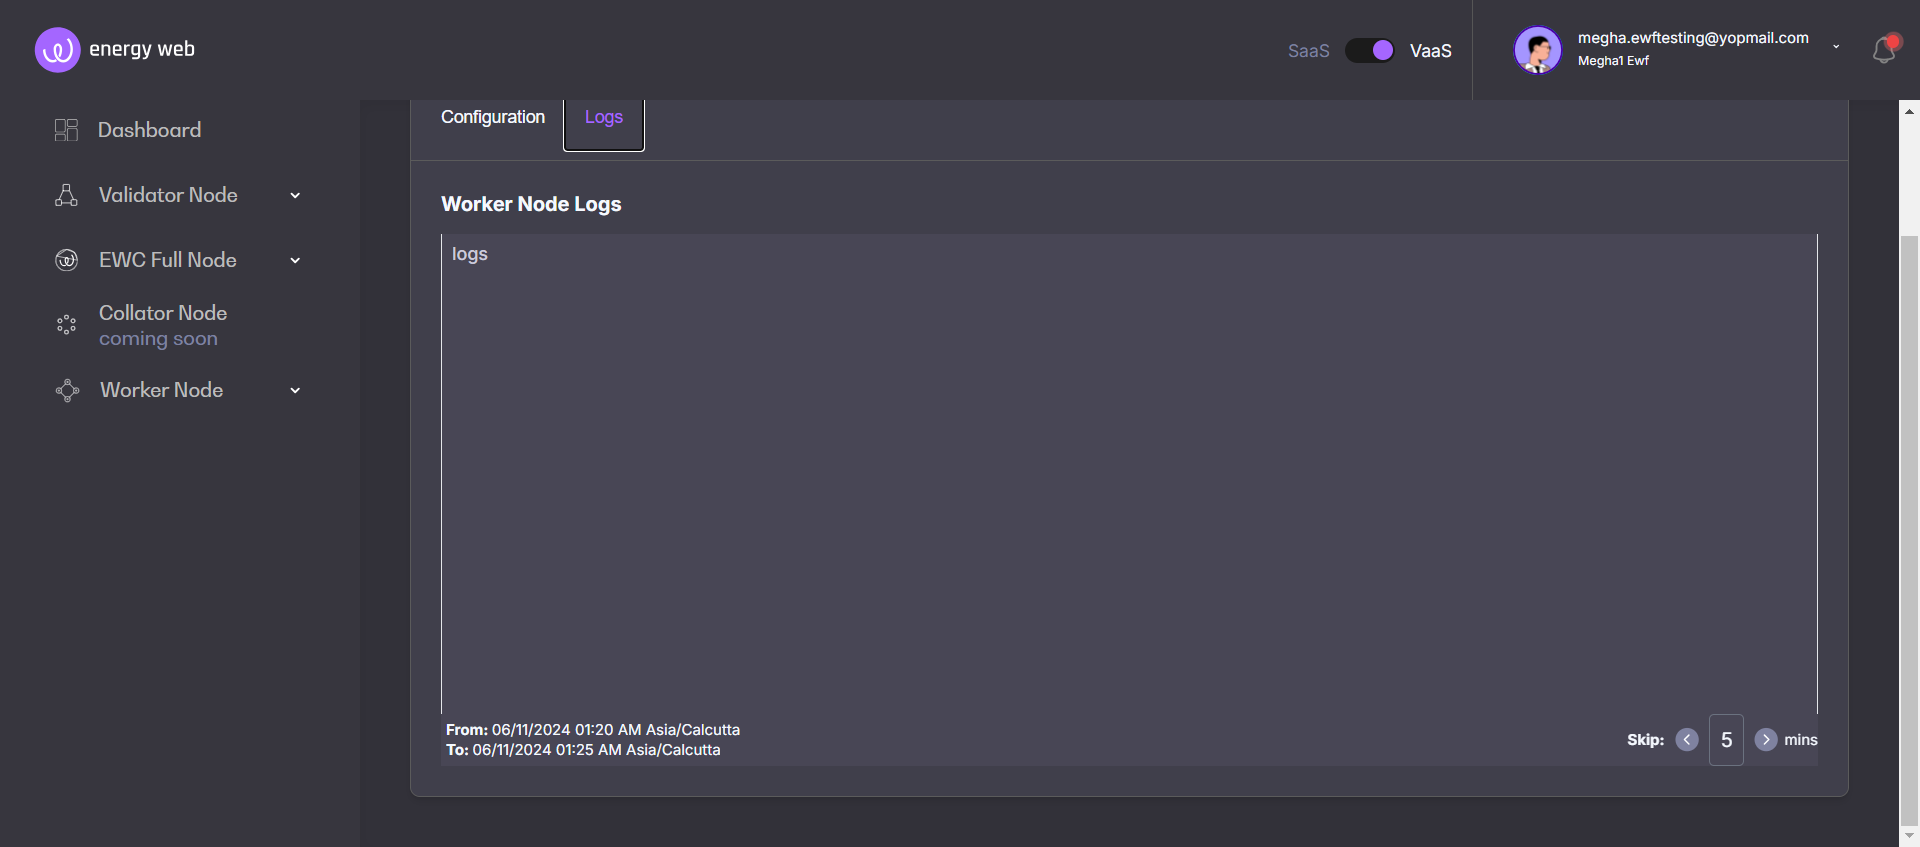 energy web
SaaS
VaaS
megha.ewftesting@yopmail.com
Megha1 Ewf
Dashboard
Validator Node
EWC Full Node
Collator Node
coming soon
Worker Node
Configuration
Logs
Worker Node Logs
logs
From: 06/11/2024 01:20 AM Asia/Calcutta
To: 06/11/2024 01:25 AM Asia/Calcutta
Skip: 5 mins